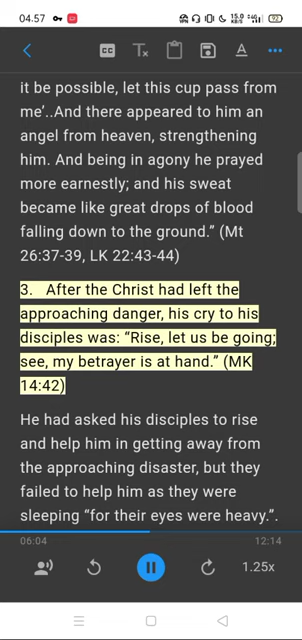 04.57
15.0
KB/S
92
CC
it be possible, let this cup pass from
me’..And there appeared to him an
angel from heaven, strengthening
him. And being in agony he prayed
more earnestly; and his sweat
became like great drops of blood
falling down to the ground.” (Mt
26:37-39, LK 22:43-44)
3. After the Christ had left the
approaching danger, his cry to his
disciples was: “Rise, let us be going;
see, my betrayer is at hand.” (MK
14:42)
He had asked his disciples to rise
and help him in getting away from
the approaching disaster, but they
failed to help him as they were
sleeping “for their eyes were heavy.”.
06:04 12:14
1.25x